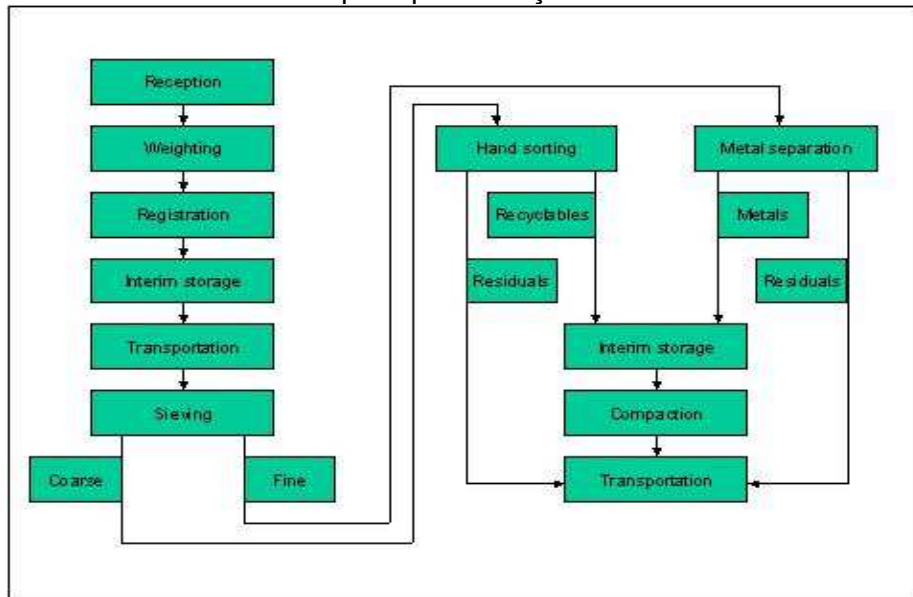 Reception
Weighting
Registration
Interim storage
Transportation
Sieving
Coarse
Fine
Hand sorting
Metal separation
Recyclables
Metals
Residuals
Residuals
Interim storage
Compaction
Transportation